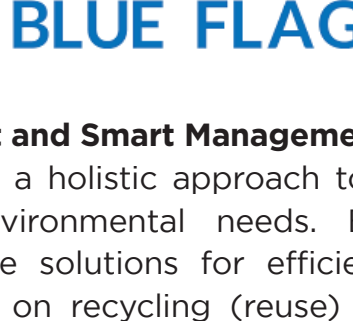 BLUE FLAG
and Smart Manageme
a holistic approach to
vironmental needs.
e solutions for efficie
on recycling (reuse)